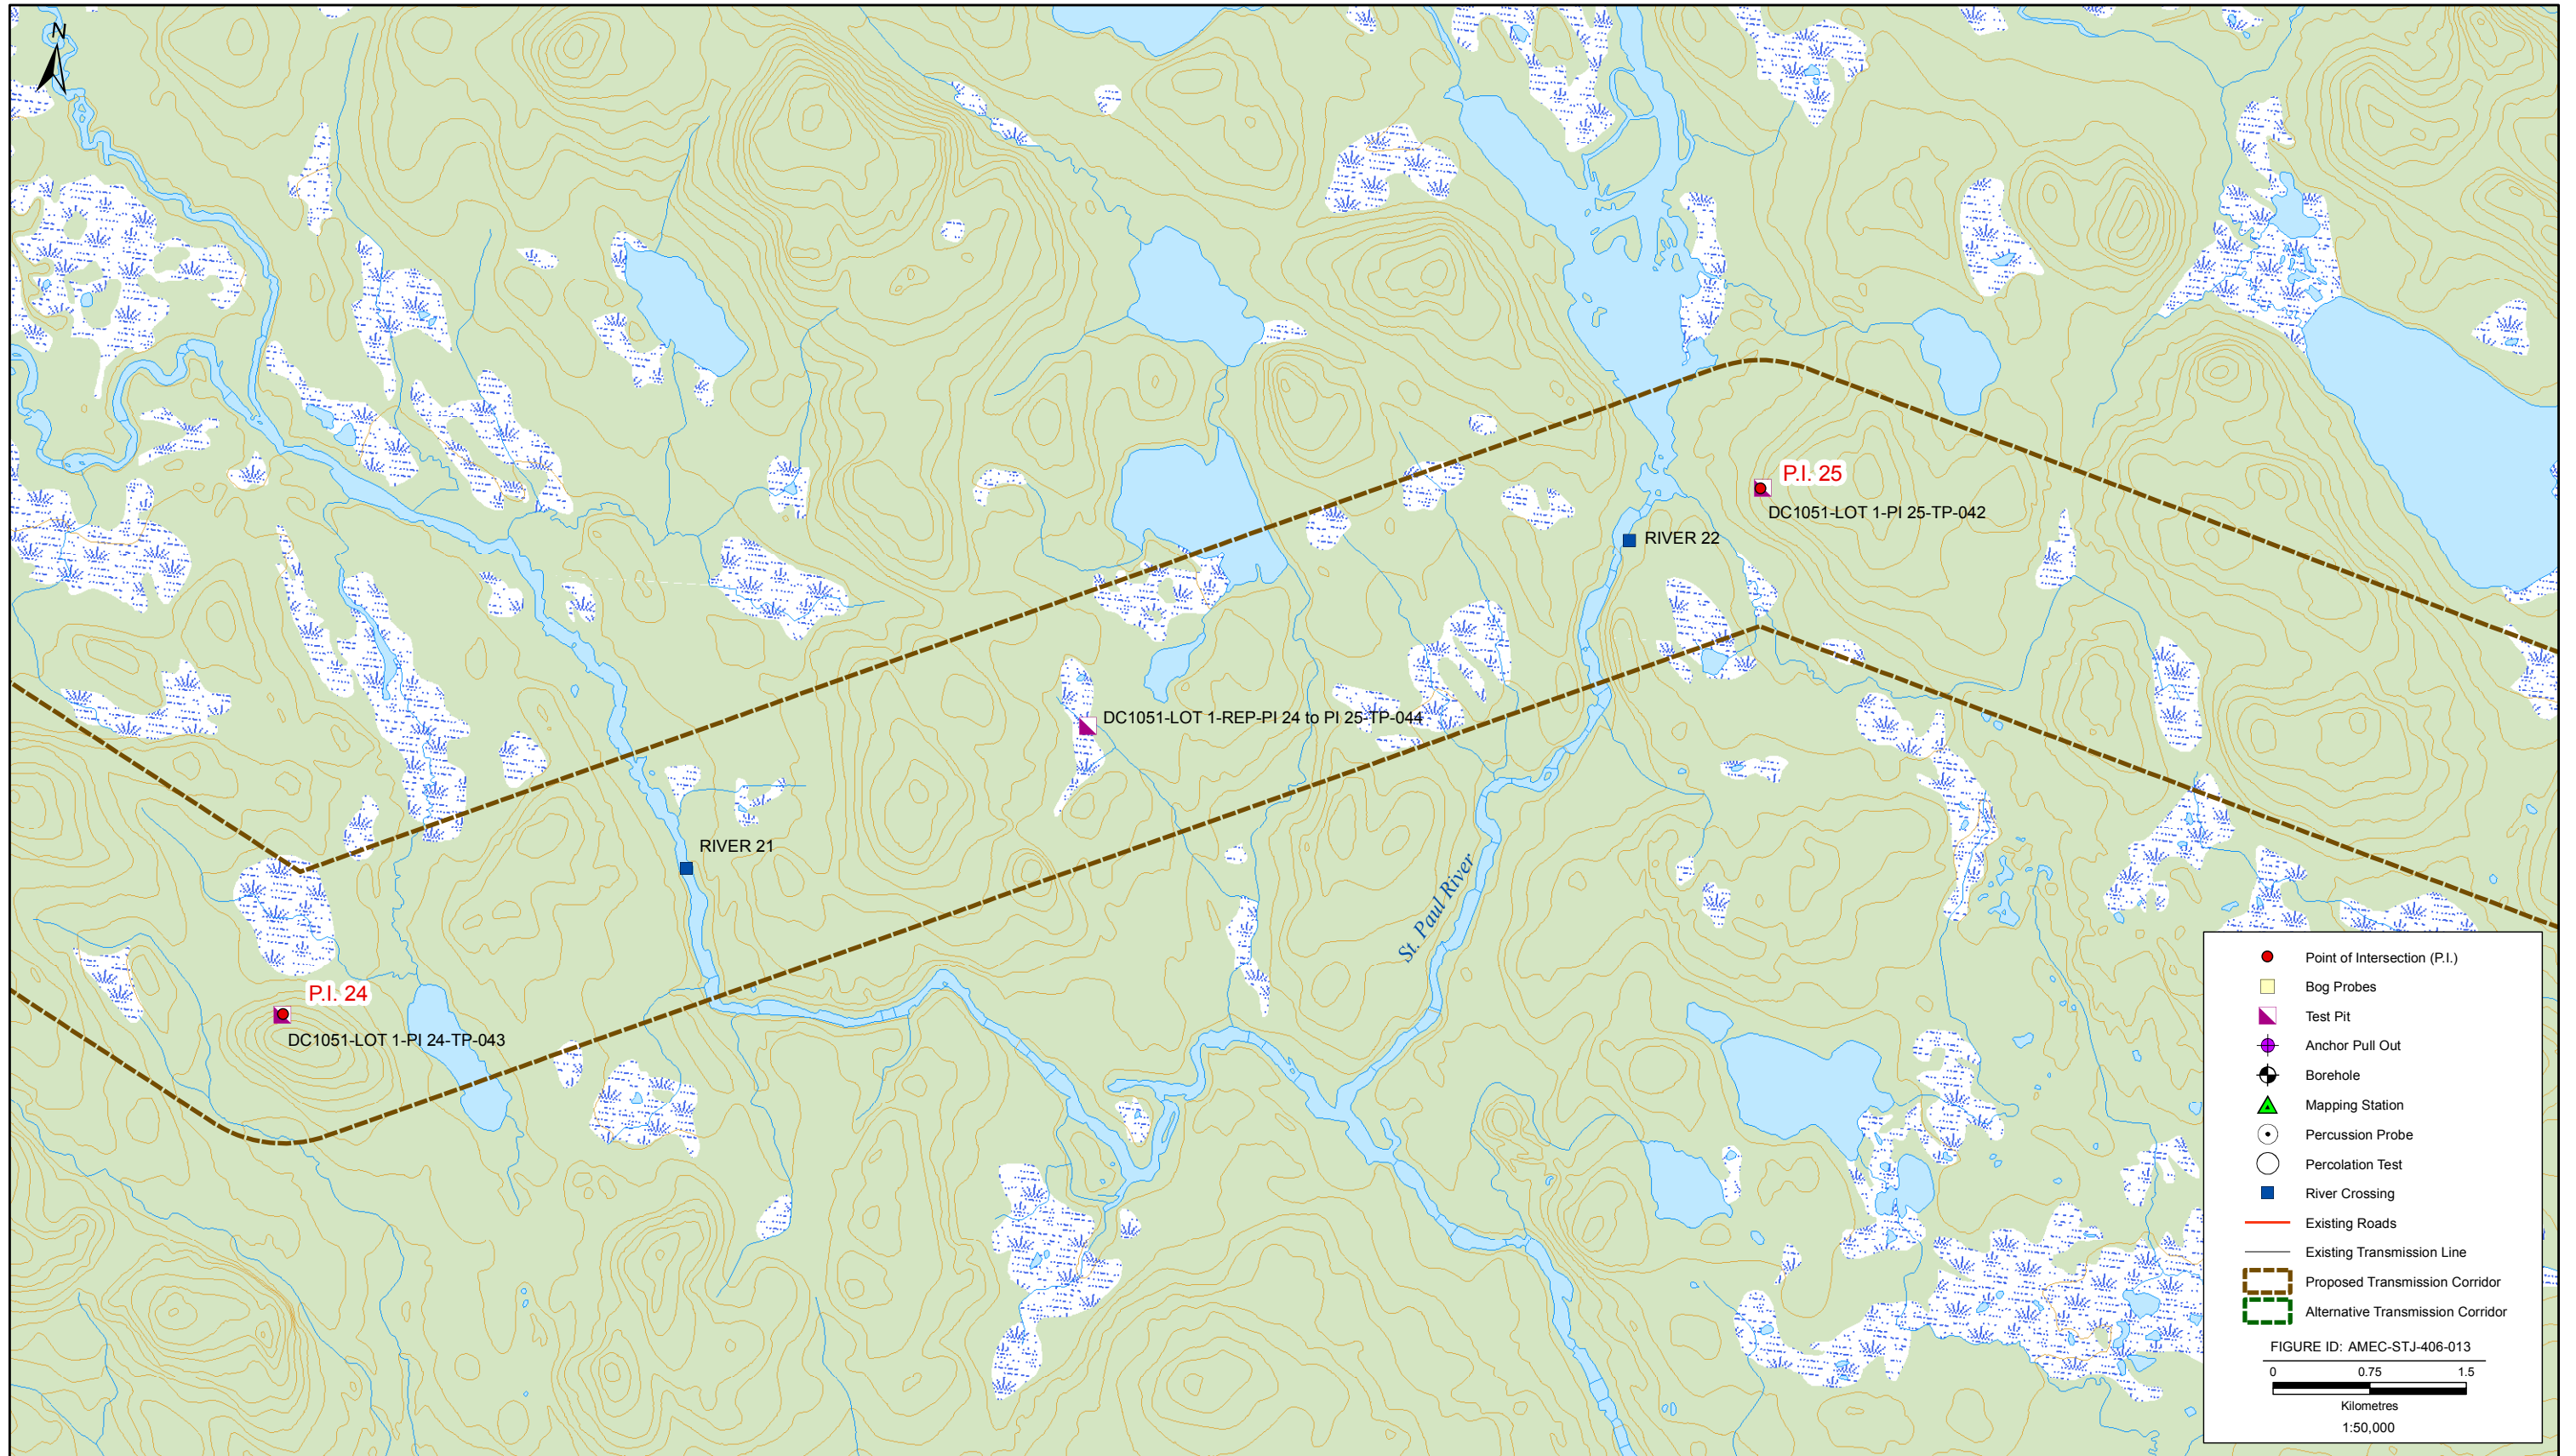 N
P.I. 25
DC1051-LOT 1-PI 25-TP-042
RIVER 22
DC1051-LOT 1-REP-PI 24 to PI 25-TP-044
RIVER 21
St. Paul River
P.I. 24
DC1051-LOT 1-PI 24-TP-043
Point of Intersection (P.I.)
Bog Probes
Test Pit
Anchor Pull Out
Borehole
Mapping Station
Percussion Probe
Percolation Test
River Crossing
Existing Roads
Existing Transmission Line
Proposed Transmission Corridor
Alternative Transmission Corridor
FIGURE ID: AMEC-STJ-406-013
0 0.75 1.5
Kilometres
1:50,000